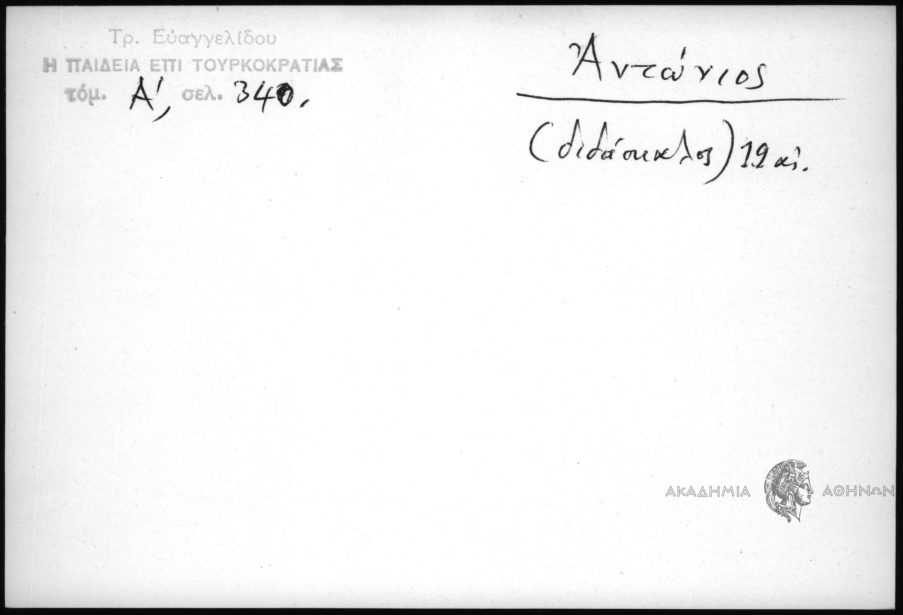 Τρ. Εὐαγγελίδου
Η ΠΑΙΔΕΙΑ ΕΠΙ ΤΟΥΡΚΟΚΡΑΤΙΑΣ
τόμ. Α', σελ. 340.
Ἀντώνιος
(διδάσκαλος) 19 αἰ.
ΑΚΑΔΗΜΙΑ ΑΘΗΝΩΝ